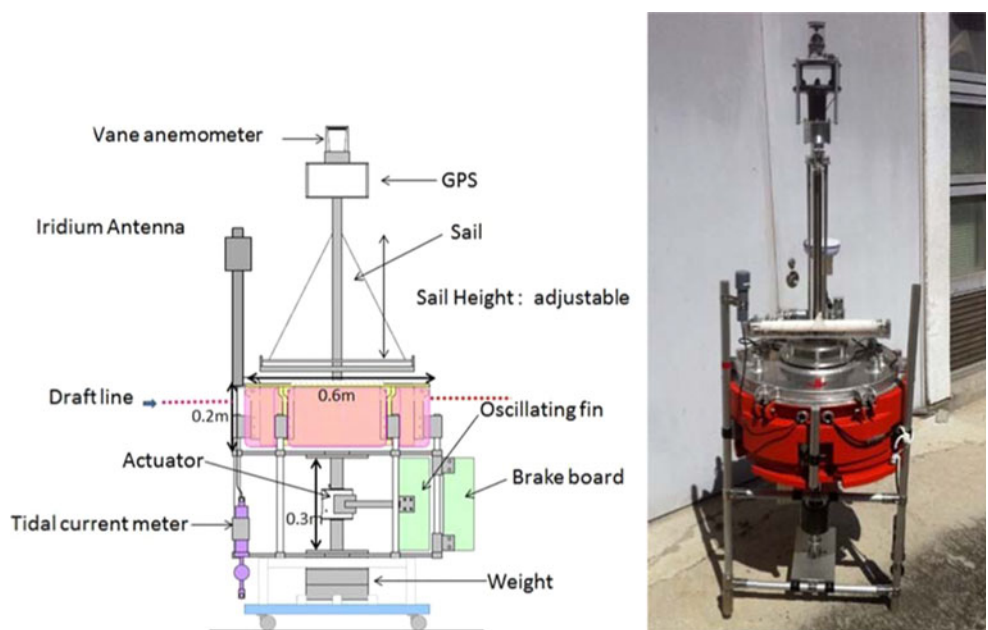 Vane anemometer
GPS
Iridium Antenna
Sail
Sail Height : adjustable
0.6m
Draft line
0.2m
Oscillating fin
Actuator
Brake board
0.3m
Tidal current meter
Weight